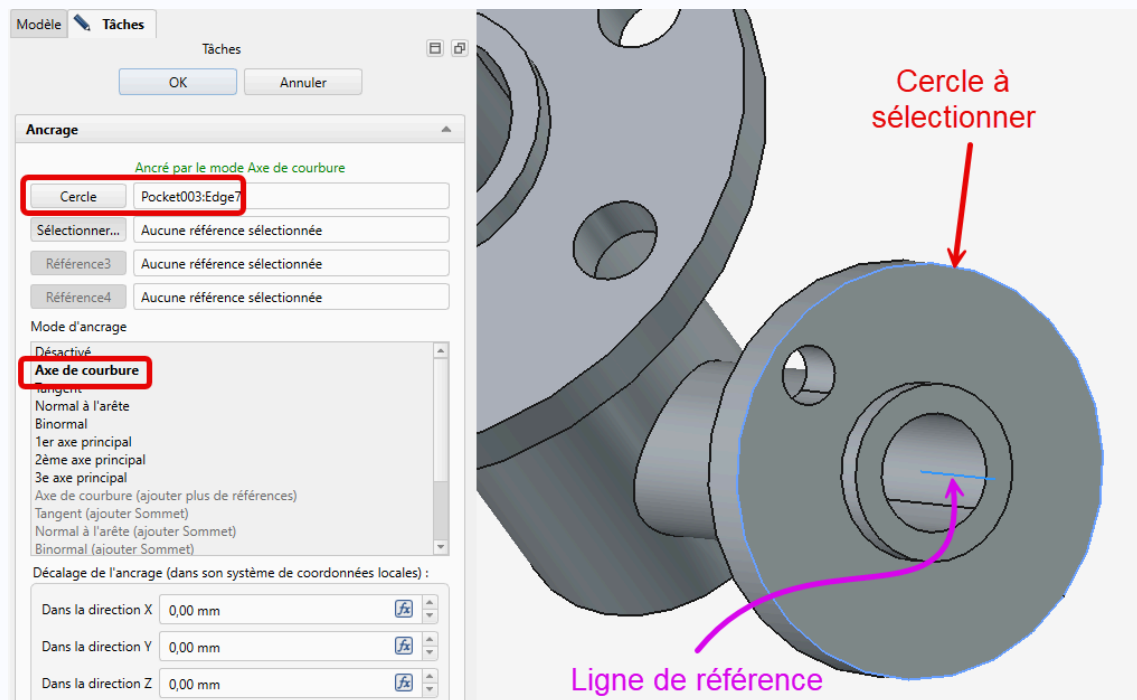 Modèle Tâches
Tâches
OK Annuler
Ancrage
Ancré par le mode Axe de courbure
Cercle Pocket003:Edge7
Sélectionner... Aucune référence sélectionnée
Référence3 Aucune référence sélectionnée
Référence4 Aucune référence sélectionnée
Mode d'ancrage
Désactivé
Axe de courbure
Tangent
Normal à l'arête
Binormal
1er axe principal
2ème axe principal
3e axe principal
Axe de courbure (ajouter plus de références)
Tangent (ajouter Sommet)
Normal à l'arête (ajouter Sommet)
Binormal (ajouter Sommet)
Décalage de l'ancrage (dans son système de coordonnées locales) :
Dans la direction X 0,00 mm fx
Dans la direction Y 0,00 mm fx
Dans la direction Z 0,00 mm fx
Cercle à
sélectionner
Ligne de référence